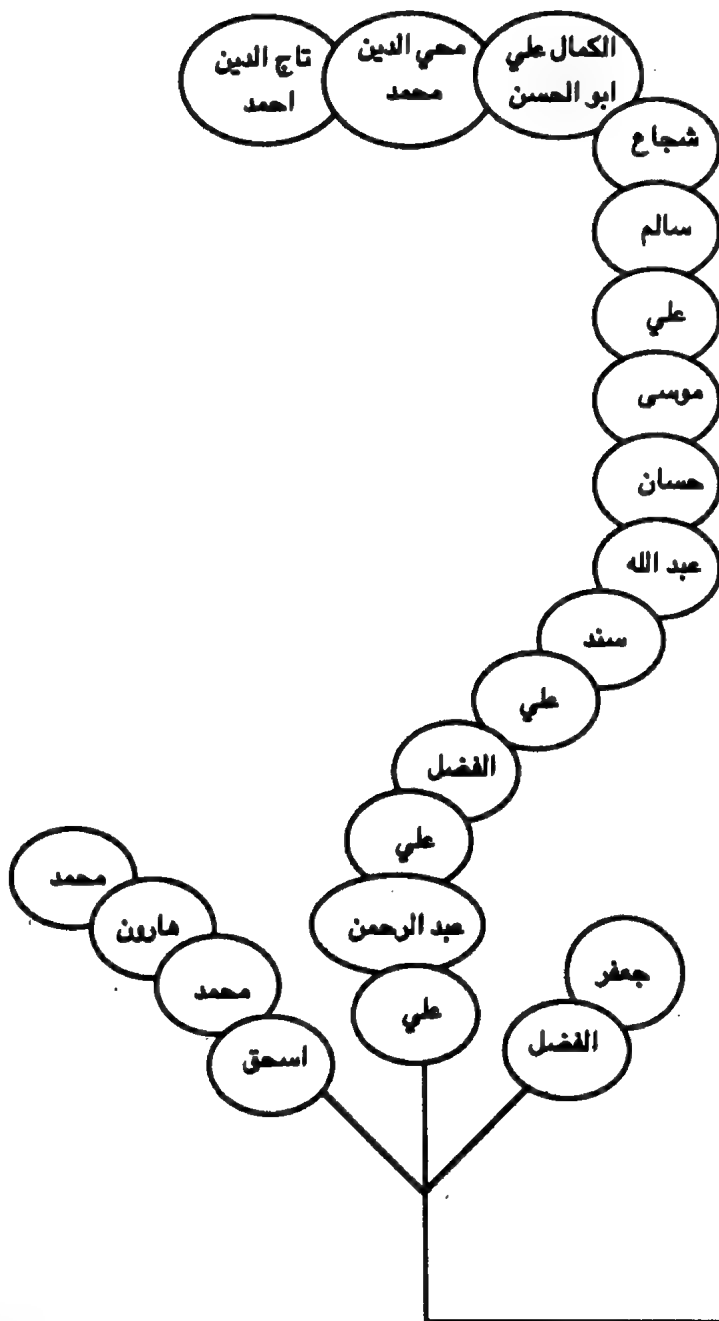 الكمال علي
ابو الحسن
محي الدين
محمد
تاج الدين
احمد
شجاع
سالم
علي
موسى
حسان
عبد الله
سند
علي
الفضل
علي
عبد الرحمن
علي
محمد
هارون
محمد
اسحق
جعفر
الفضل